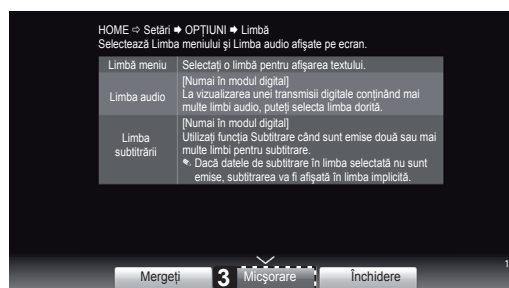 HOME ⇨ Setări ➡ OPŢIUNI ➡ Limbă
Selectează Limba meniului şi Limba audio afişate pe ecran.
Limbă meniu
Selectaţi o limbă pentru afişarea textului.
Limba audio
[Numai în modul digital]
La vizualizarea unei transmisii digitale conţinând mai
multe limbi audio, puteţi selecta limba dorită.
Limba
subtitrării
[Numai în modul digital]
Utilizaţi funcţia Subtitrare când sunt emise două sau mai
multe limbi pentru subtitrare.
✎ Dacă datele de subtitrare în limba selectată nu sunt
emise, subtitrarea va fi afişată în limba implicită.
1
Mergeţi
3
Micşorare
Închidere